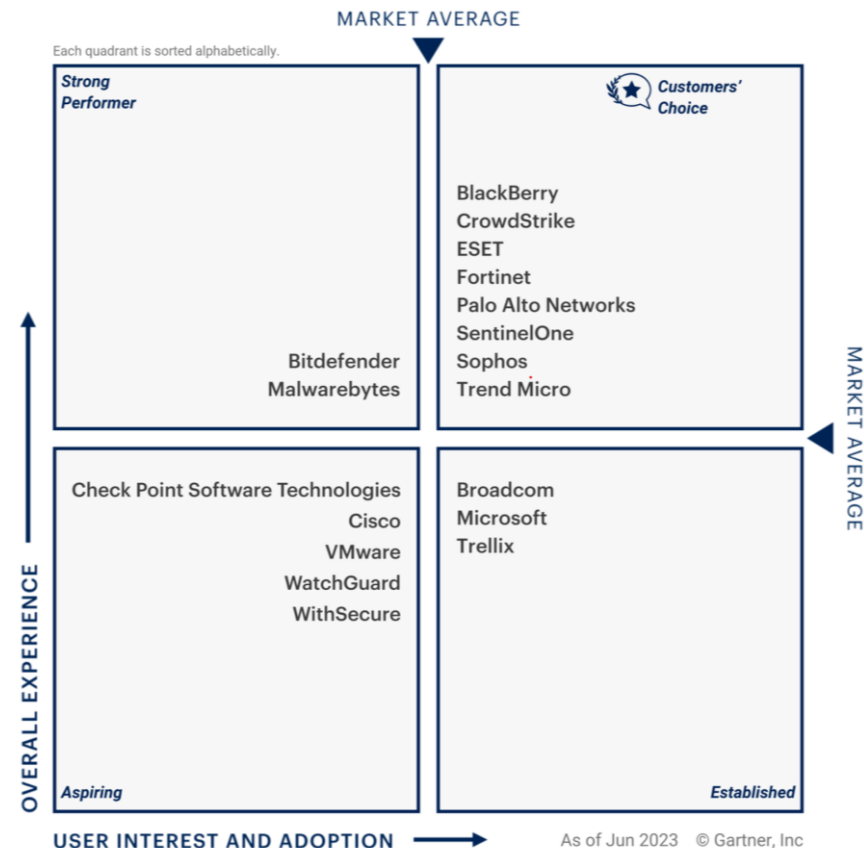 MARKET AVERAGE
Each quadrant is sorted alphabetically.
Strong
Performer
Customers'
Choice
BlackBerry
CrowdStrike
ESET
Fortinet
Palo Alto Networks
SentinelOne
Sophos
Trend Micro
Bitdefender
Malwarebytes
MARKET AVERAGE
Check Point Software Technologies
Cisco
VMware
WatchGuard
WithSecure
Broadcom
Microsoft
Trellix
OVERALL EXPERIENCE
Aspiring
Established
USER INTEREST AND ADOPTION
As of Jun 2023 © Gartner, Inc